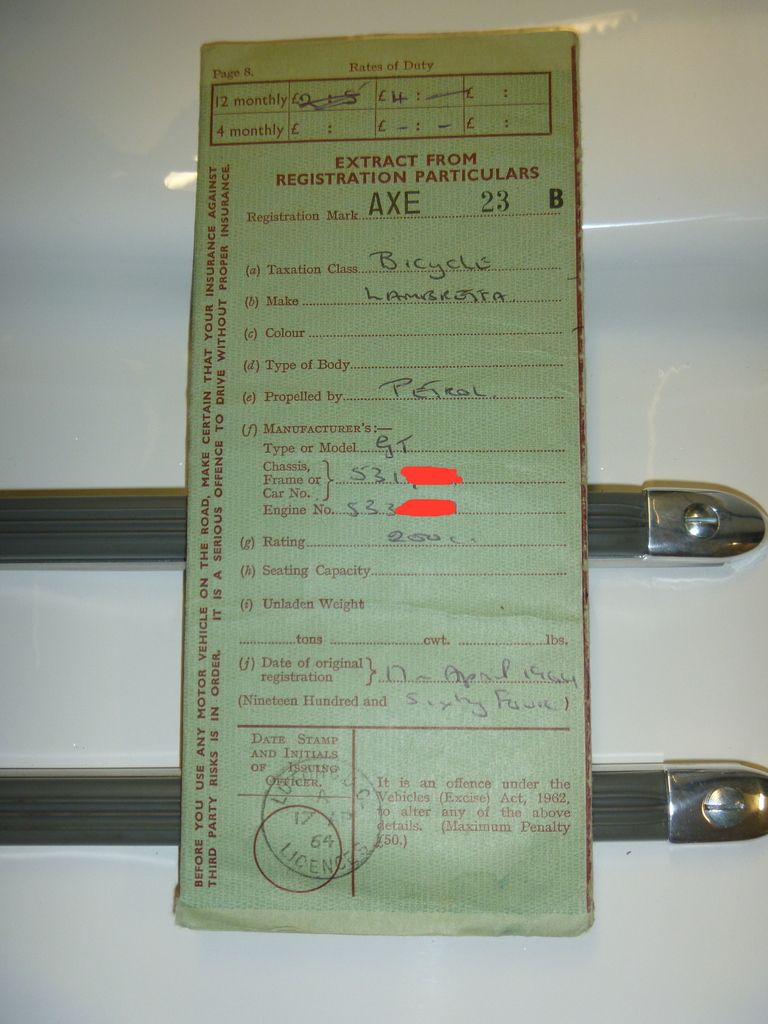 Page 8. Rates of Duty
12 monthly £2 : 5 £4 : — £ :
4 monthly £ : £ - : - £ :
EXTRACT FROM
REGISTRATION PARTICULARS
Registration Mark AXE 23 B
(a) Taxation Class Bicycle
(b) Make LAMBRETTA
(c) Colour
(d) Type of Body
(e) Propelled by PETROL.
(f) MANUFACTURER'S:—
Type or Model GT
Chassis,
Frame or } 531
Car No.
Engine No. 533
(g) Rating 200cc.
(h) Seating Capacity
(i) Unladen Weight
tons cwt. lbs.
(j) Date of original
registration } 17 - April 1964
(Nineteen Hundred and Sixty Four)
DATE STAMP
AND INITIALS
OF ISSUING
OFFICER.
A
17 AP
64
LICENCES
It is an offence under the
Vehicles (Excise) Act, 1962,
to alter any of the above
details. (Maximum Penalty
£50.)
BEFORE YOU USE ANY MOTOR VEHICLE ON THE ROAD, MAKE CERTAIN THAT YOUR INSURANCE AGAINST
THIRD PARTY RISKS IS IN ORDER. IT IS A SERIOUS OFFENCE TO DRIVE WITHOUT PROPER INSURANCE.